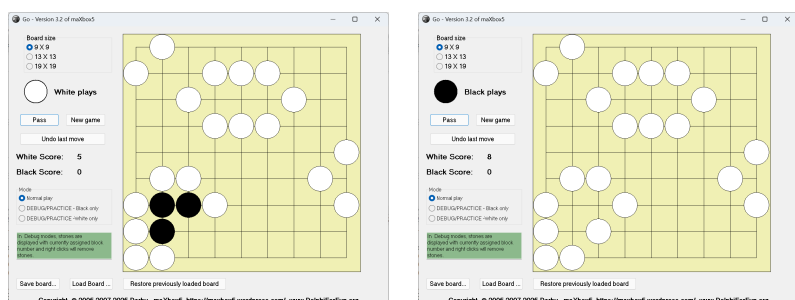 Go - Version 3.2 of maXbox5
Board size
9 X 9
13 X 13
19 X 19
White plays
Pass
New game
Undo last move
White Score: 5
Black Score: 0
Mode
Normal play
DEBUG/PRACTICE - Black only
DEBUG/PRACTICE -white only
In Debug modes, stones are
displayed with currently assigned block
number and right clicks will remove
stones.
Save board...
Load Board ...
Restore previously loaded board
Go - Version 3.2 of maXbox5
Board size
9 X 9
13 X 13
19 X 19
Black plays
Pass
New game
Undo last move
White Score: 8
Black Score: 0
Mode
Normal play
DEBUG/PRACTICE - Black only
DEBUG/PRACTICE -white only
In Debug modes, stones are
displayed with currently assigned block
number and right clicks will remove
stones.
Save board...
Load Board ...
Restore previously loaded board